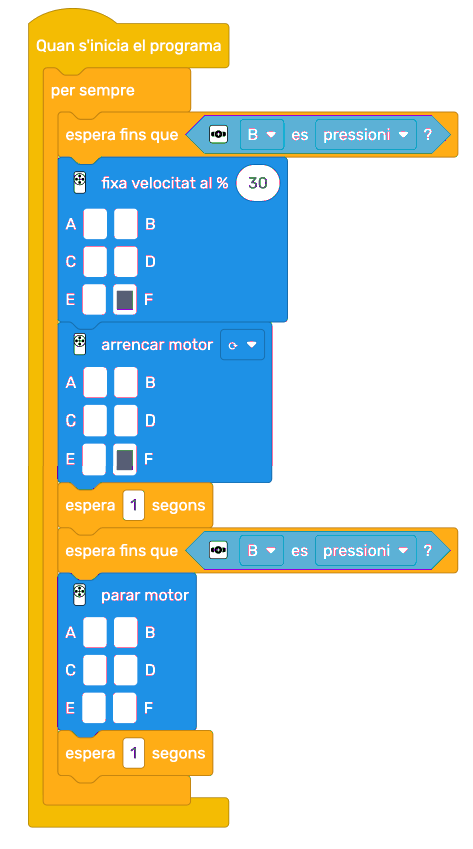 Quan s'inicia el programa
per sempre
espera fins que B es pressioni ?
fixa velocitat al % 30
A B
C D
E F
arrencar motor
A B
C D
E F
espera 1 segons
espera fins que B es pressioni ?
parar motor
A B
C D
E F
espera 1 segons